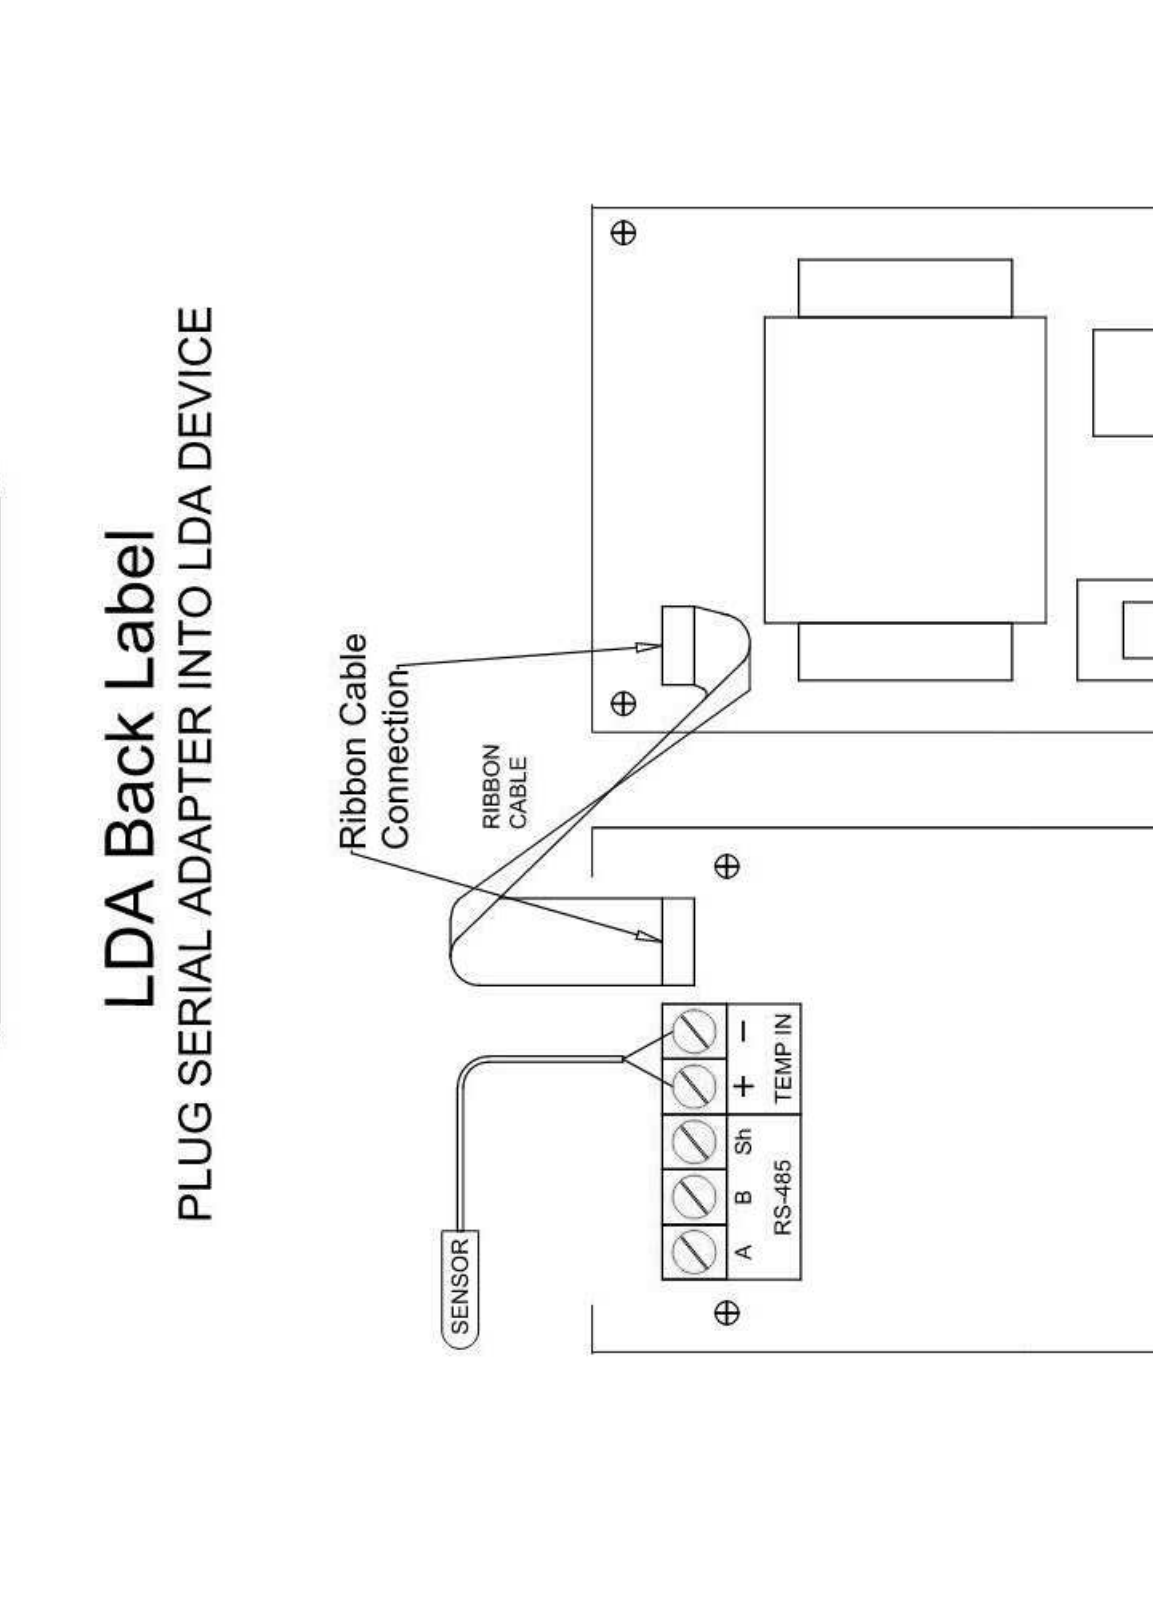 LDA Back Label
PLUG SERIAL ADAPTER INTO LDA DEVICE
Ribbon Cable
Connection
RIBBON
CABLE
SENSOR
A B Sh + −
RS-485 TEMP IN